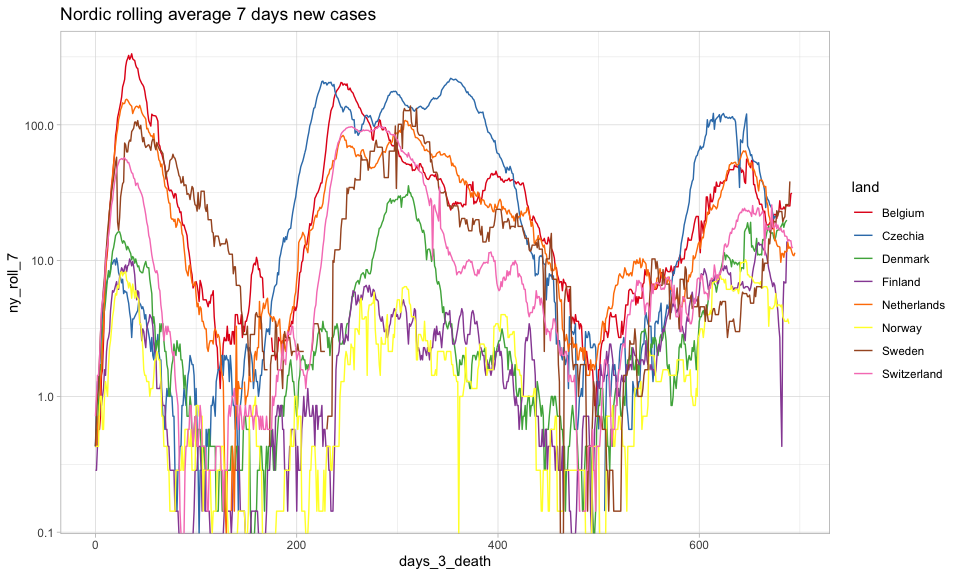 Nordic rolling average 7 days new cases
ny_roll_7
100.0
10.0
1.0
0.1
0
200
400
600
days_3_death
land
Belgium
Czechia
Denmark
Finland
Netherlands
Norway
Sweden
Switzerland